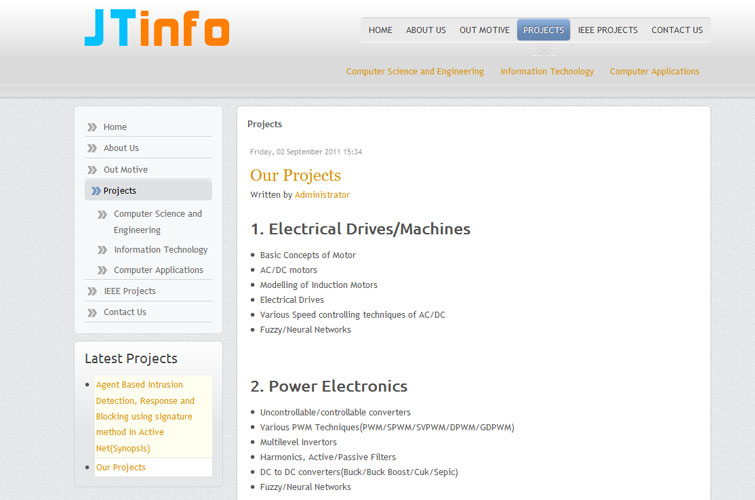 JTinfo
HOME ABOUT US OUT MOTIVE PROJECTS IEEE PROJECTS CONTACT US
Computer Science and Engineering Information Technology Computer Applications
Home
About Us
Out Motive
Projects
Computer Science and
Engineering
Information Technology
Computer Applications
IEEE Projects
Contact Us
Latest Projects
Agent Based Intrusion
Detection, Response and
Blocking using signature
method in Active
Net(Synopsis)
Our Projects
Projects
Friday, 02 September 2011 15:34
Our Projects
Written by Administrator
1. Electrical Drives/Machines
Basic Concepts of Motor
AC/DC motors
Modelling of Induction Motors
Electrical Drives
Various Speed controlling techniques of AC/DC
Fuzzy/Neural Networks
2. Power Electronics
Uncontrollable/controllable converters
Various PWM Techniques(PWM/SPWM/SVPWM/DPWM/GDPWM)
Multilevel Invertors
Harmonics, Active/Passive Filters
DC to DC converters(Buck/Buck Boost/Cuk/Sepic)
Fuzzy/Neural Networks